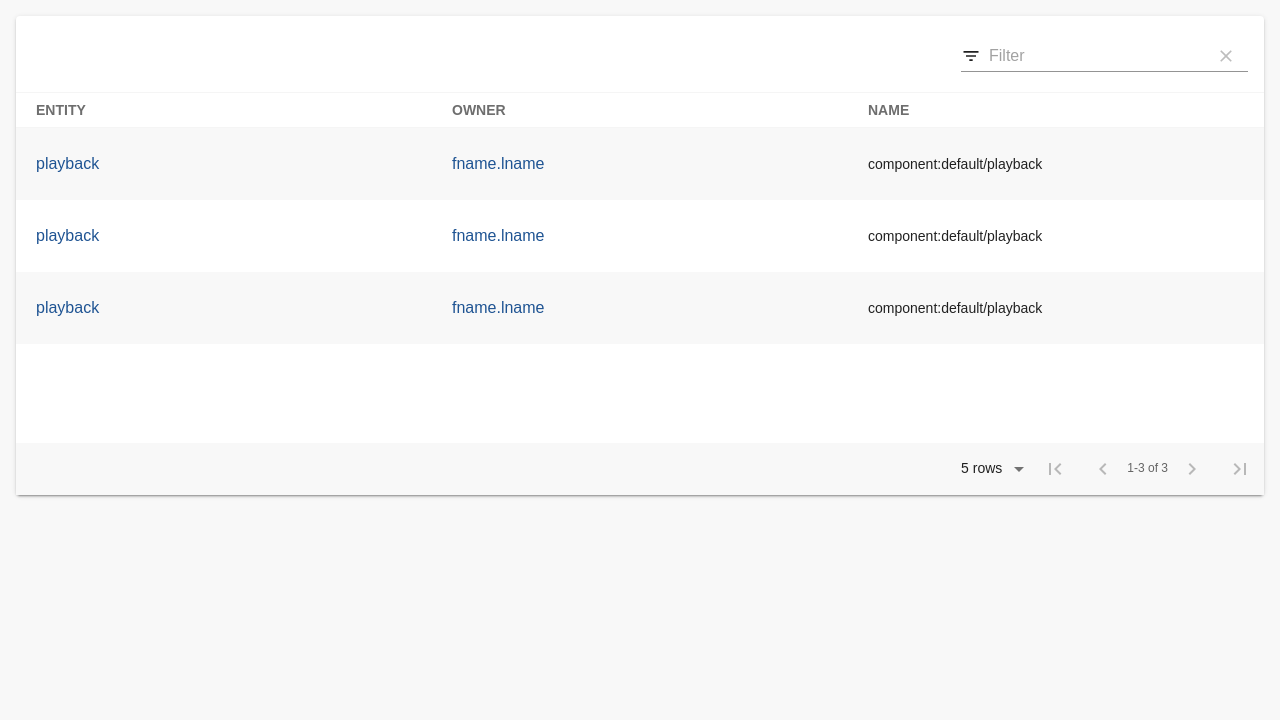 Filter
ENTITY OWNER NAME
playback fname.lname component:default/playback
playback fname.lname component:default/playback
playback fname.lname component:default/playback
5 rows 1-3 of 3